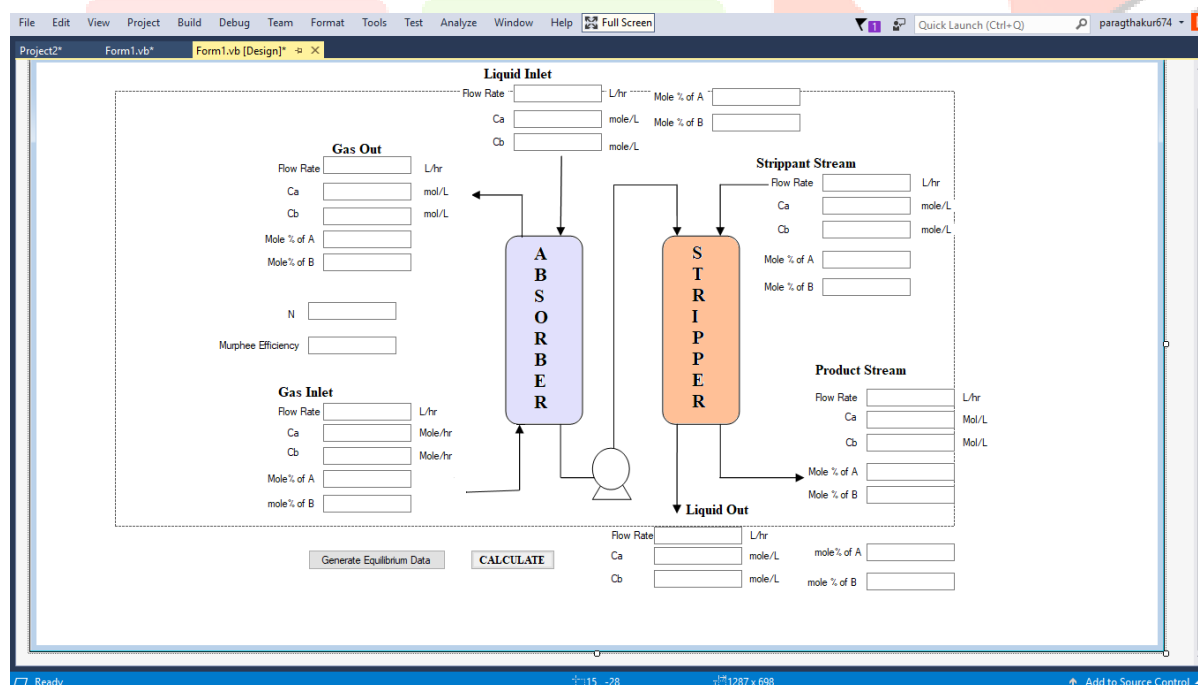 File Edit View Project Build Debug Team Format Tools Test Analyze Window Help Full Screen 1 Quick Launch (Ctrl+Q) paragthakur674
Project2* Form1.vb* Form1.vb [Design]*
Liquid Inlet
Flow Rate L/hr Mole % of A
Ca mole/L Mole % of B
Cb mole/L
Gas Out
Flow Rate L/hr
Ca mol/L
Cb mol/L
Mole % of A
Mole% of B
Strippant Stream
Flow Rate L/hr
Ca mole/L
Cb mole/L
Mole % of A
Mole % of B
ABSORBER
STRIPPER
N
Murphee Efficiency
Gas Inlet
Flow Rate L/hr
Ca Mole/hr
Cb Mole/hr
Mole% of A
mole% of B
Product Stream
Flow Rate L/hr
Ca Mol/L
Cb Mol/L
Mole % of A
Mole % of B
Liquid Out
Flow Rate L/hr
Ca mole/L mole% of A
Cb mole/L mole % of B
Generate Equilibrium Data CALCULATE
Ready 15, -28 1287 x 698 Add to Source Control